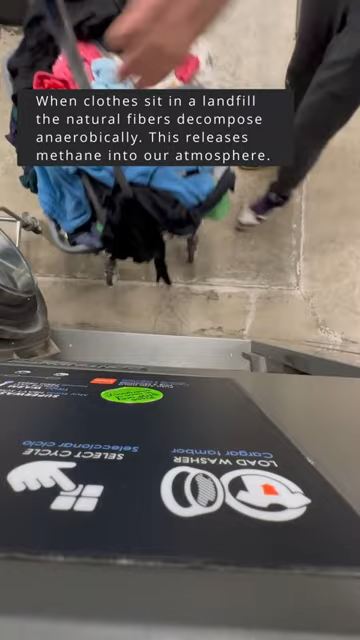 When clothes sit in a landfill
the natural fibers decompose
anaerobically. This releases
methane into our atmosphere.
LOAD WASHER
Cargar tambor
SELECT CYCLE
Seleccionar ciclo